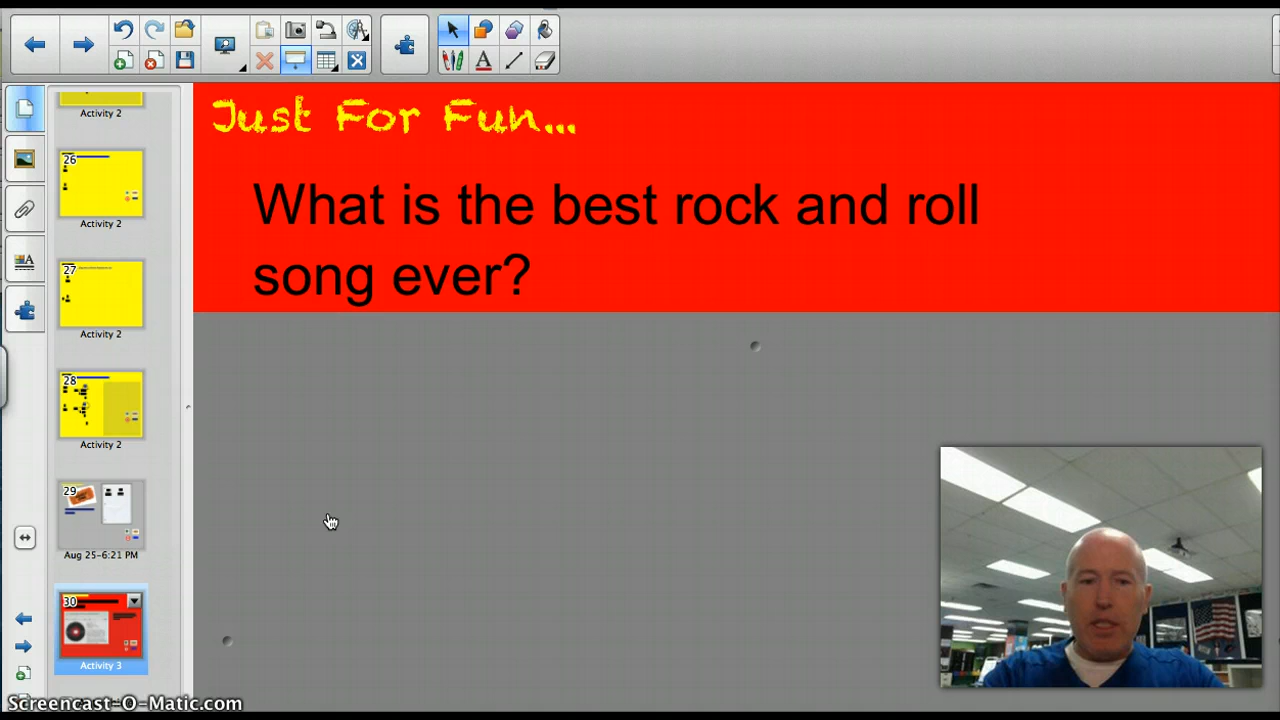 Just For Fun...
What is the best rock and roll
song ever?
Activity 2
26
Activity 2
27
Activity 2
28
Activity 2
29
Aug 25-6:21 PM
30
Activity 3
A
A
Screencast-O-Matic.com